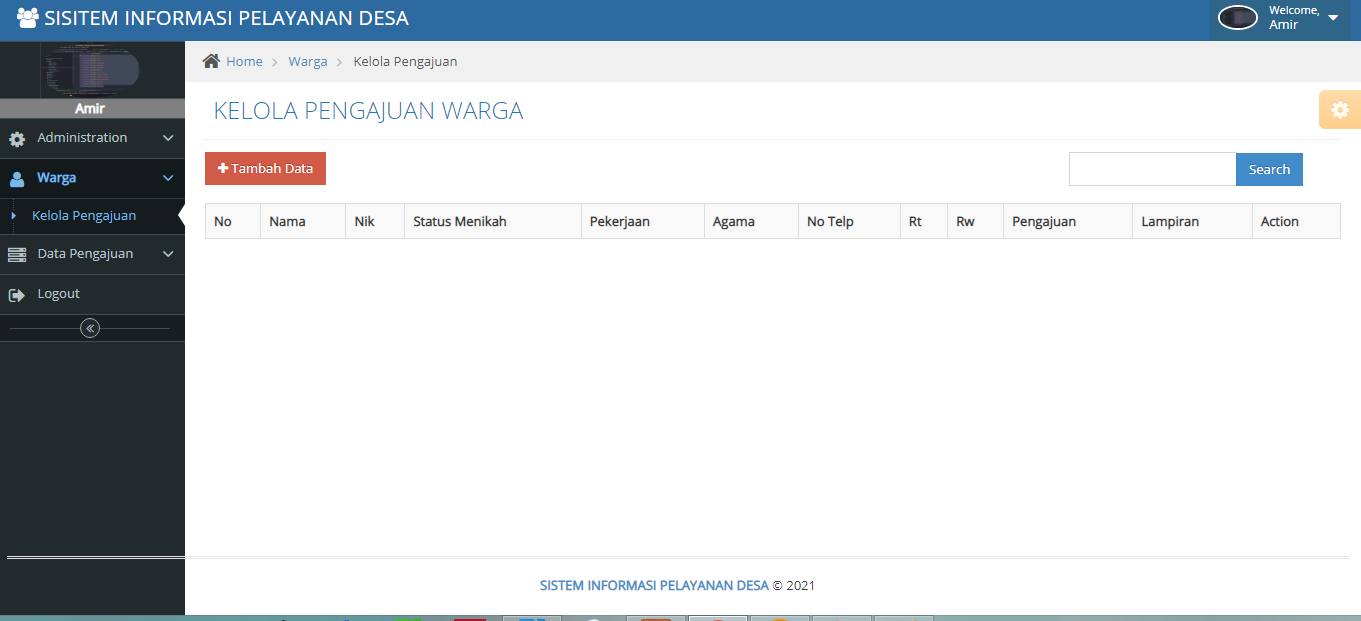 SISITEM INFORMASI PELAYANAN DESA
Welcome,
Amir
Amir
Administration
Warga
Kelola Pengajuan
Data Pengajuan
Logout
Home > Warga > Kelola Pengajuan
KELOLA PENGAJUAN WARGA
+Tambah Data
Search
No Nama Nik Status Menikah Pekerjaan Agama No Telp Rt Rw Pengajuan Lampiran Action
SISTEM INFORMASI PELAYANAN DESA © 2021